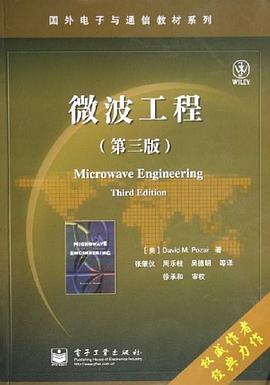 国外电子与通信教材系列
WILEY
微波工程
(第三版)
Microwave Engineering
Third Edition
[美] David M. Pozar 著
MICROWAVE
ENGINEERING
张肇仪 周乐柱 吴德明 等译
徐承和 审校
权威作者
经典力作
电子工业出版社
Publishing House of Electronics Industry